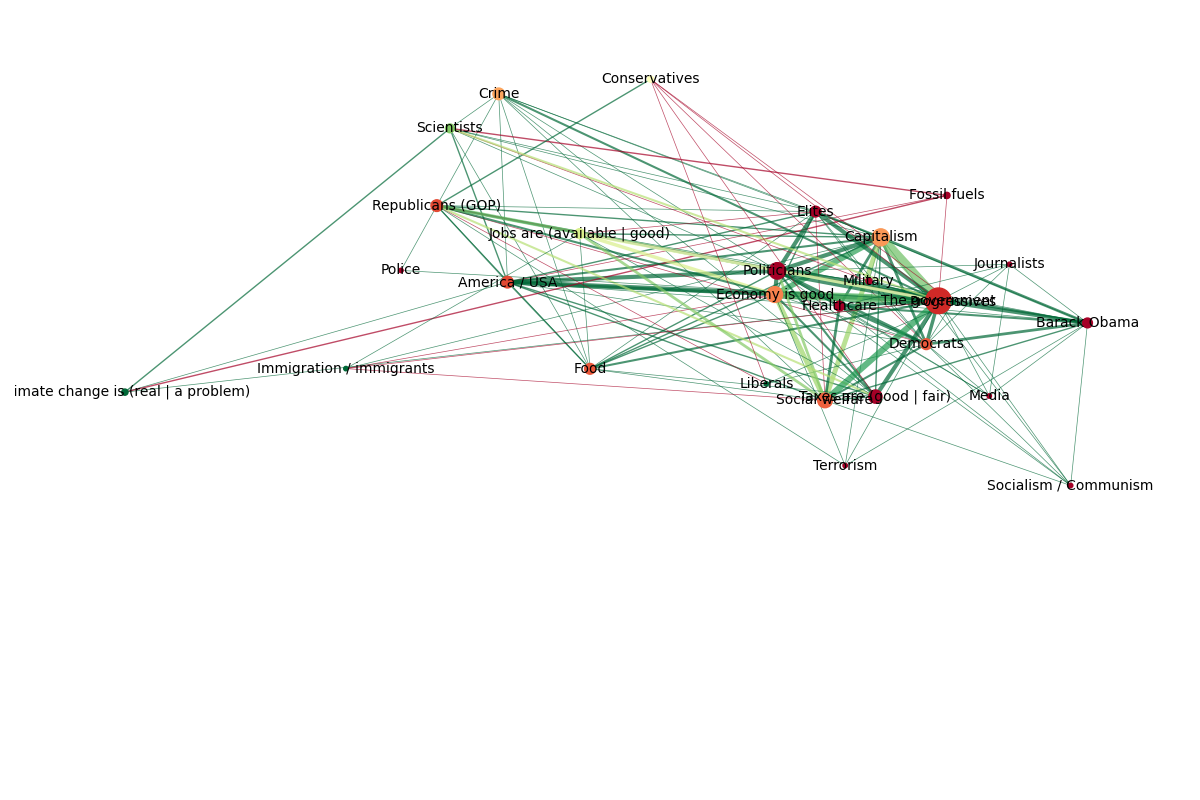 Conservatives
Crime
Scientists
Fossil fuels
Republicans (GOP)
Elites
Jobs are (available | good)
Capitalism
Journalists
Police
Politicians
America / USA
Military
Economy is good
The government
Healthcare
Barack Obama
Democrats
Immigration / immigrants
Food
Liberals
imate change is (real | a problem)
Taxes are (good | fair)
Media
Social welfare
Terrorism
Socialism / Communism